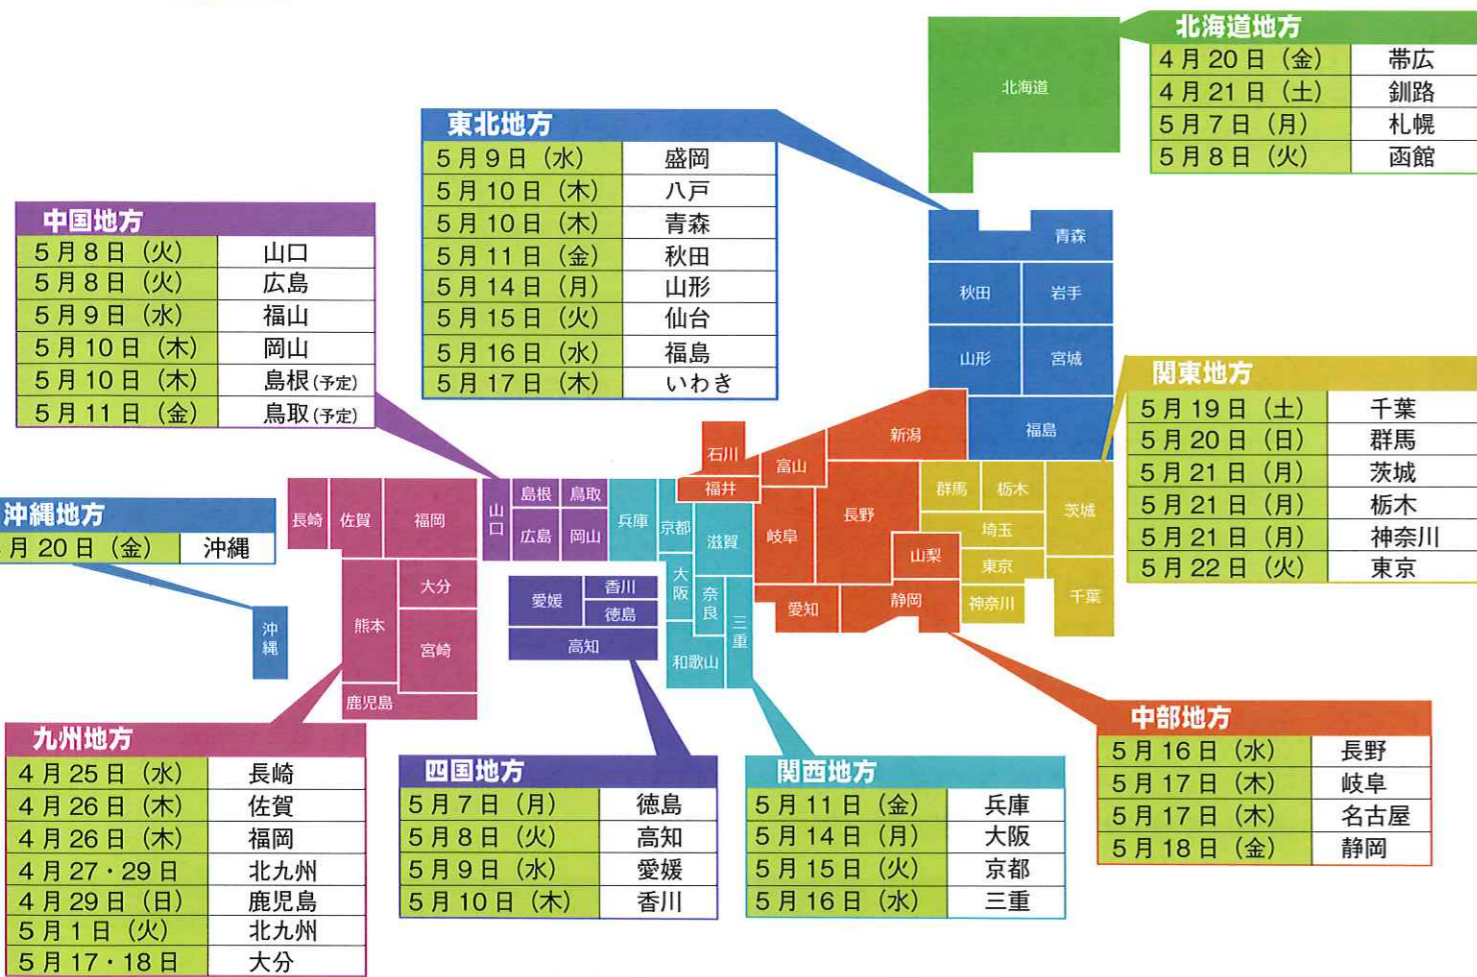 北海道地方
4月20日（金） 帯広
4月21日（土） 釧路
5月7日（月） 札幌
5月8日（火） 函館
東北地方
5月9日（水） 盛岡
5月10日（木） 八戸
5月10日（木） 青森
5月11日（金） 秋田
5月14日（月） 山形
5月15日（火） 仙台
5月16日（水） 福島
5月17日（木） いわき
中国地方
5月8日（火） 山口
5月8日（火） 広島
5月9日（水） 福山
5月10日（木） 岡山
5月10日（木） 島根(予定)
5月11日（金） 鳥取(予定)
関東地方
5月19日（土） 千葉
5月20日（日） 群馬
5月21日（月） 茨城
5月21日（月） 栃木
5月21日（月） 神奈川
5月22日（火） 東京
沖縄地方
月20日（金） 沖縄
北海道
青森
秋田 岩手
山形 宮城
福島
新潟
石川 富山
福井
群馬 栃木 茨城
長野
岐阜
埼玉
山梨 東京
愛知 静岡 神奈川 千葉
長崎 佐賀 福岡
山口 島根 鳥取
広島 岡山
兵庫 京都 滋賀
大阪 奈良 三重
和歌山
愛媛 香川
徳島
高知
大分
熊本 宮崎
鹿児島
沖縄
九州地方
4月25日（水） 長崎
4月26日（木） 佐賀
4月26日（木） 福岡
4月27・29日 北九州
4月29日（日） 鹿児島
5月1日（火） 北九州
5月17・18日 大分
四国地方
5月7日（月） 徳島
5月8日（火） 高知
5月9日（水） 愛媛
5月10日（木） 香川
関西地方
5月11日（金） 兵庫
5月14日（月） 大阪
5月15日（火） 京都
5月16日（水） 三重
中部地方
5月16日（水） 長野
5月17日（木） 岐阜
5月17日（木） 名古屋
5月18日（金） 静岡